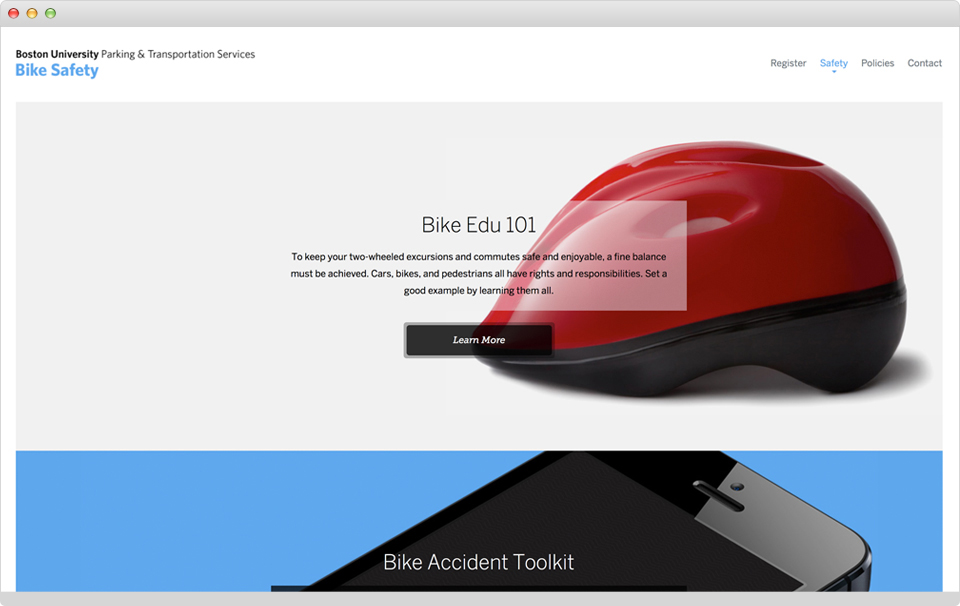 Boston University Parking & Transportation Services
Bike Safety
Register Safety Policies Contact
Bike Edu 101
To keep your two-wheeled excursions and commutes safe and enjoyable, a fine balance
must be achieved. Cars, bikes, and pedestrians all have rights and responsibilities. Set a
good example by learning them all.
Learn More
Bike Accident Toolkit